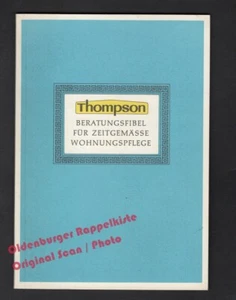 Thompson
BERATUNGSFIBEL
FÜR ZEITGEMÄSSE
WOHNUNGSPFLEGE
Oldenburger Rappelkiste
Original Scan / Photo